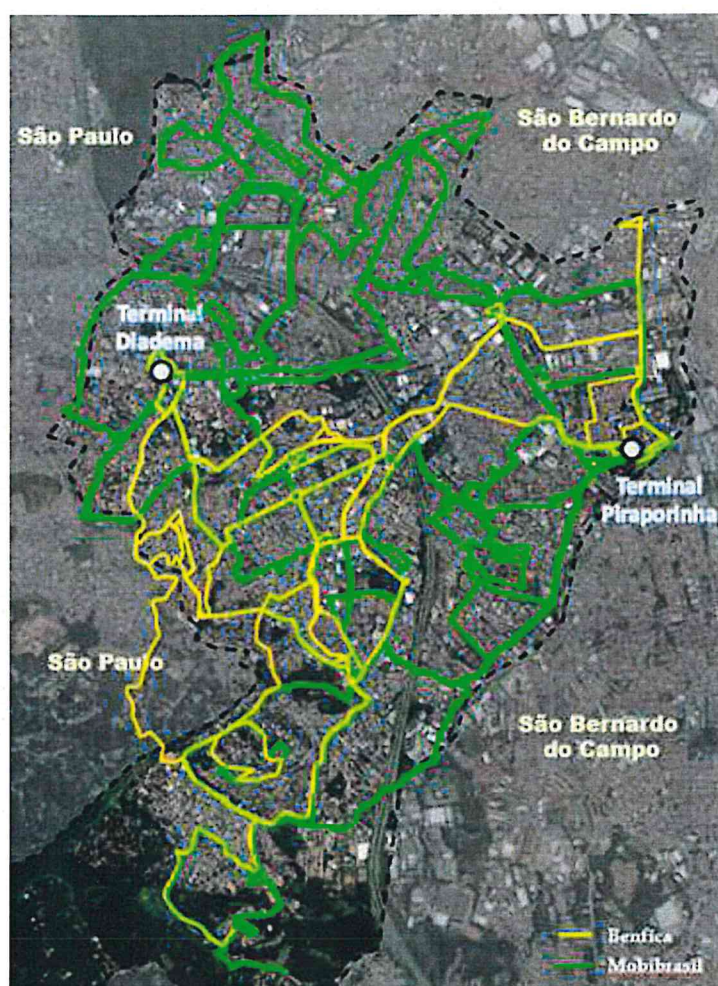 São Paulo
São Bernardo
do Campo
Terminal
Diadema
Terminal
Piraporinha
São Paulo
São Bernardo
do Campo
Benfica
Mobibrasil